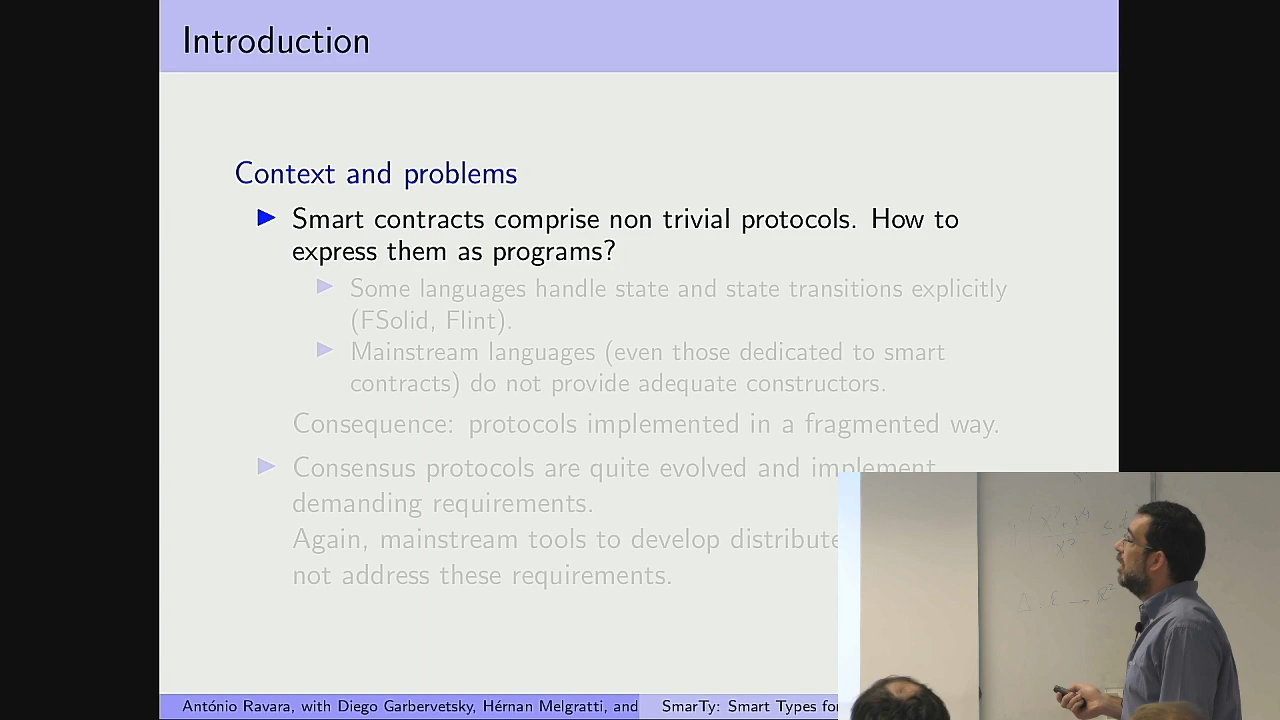 Introduction
Context and problems
Smart contracts comprise non trivial protocols. How to
express them as programs?
Some languages handle state and state transitions explicitly
(FSolid, Flint).
Mainstream languages (even those dedicated to smart
contracts) do not provide adequate constructors.
Consequence: protocols implemented in a fragmented way.
Consensus protocols are quite evolved and implement
demanding requirements.
Again, mainstream tools to develop distribute
not address these requirements.
António Ravara, with Diego Garbervetsky, Hérnan Melgratti, and
SmarTy: Smart Types for